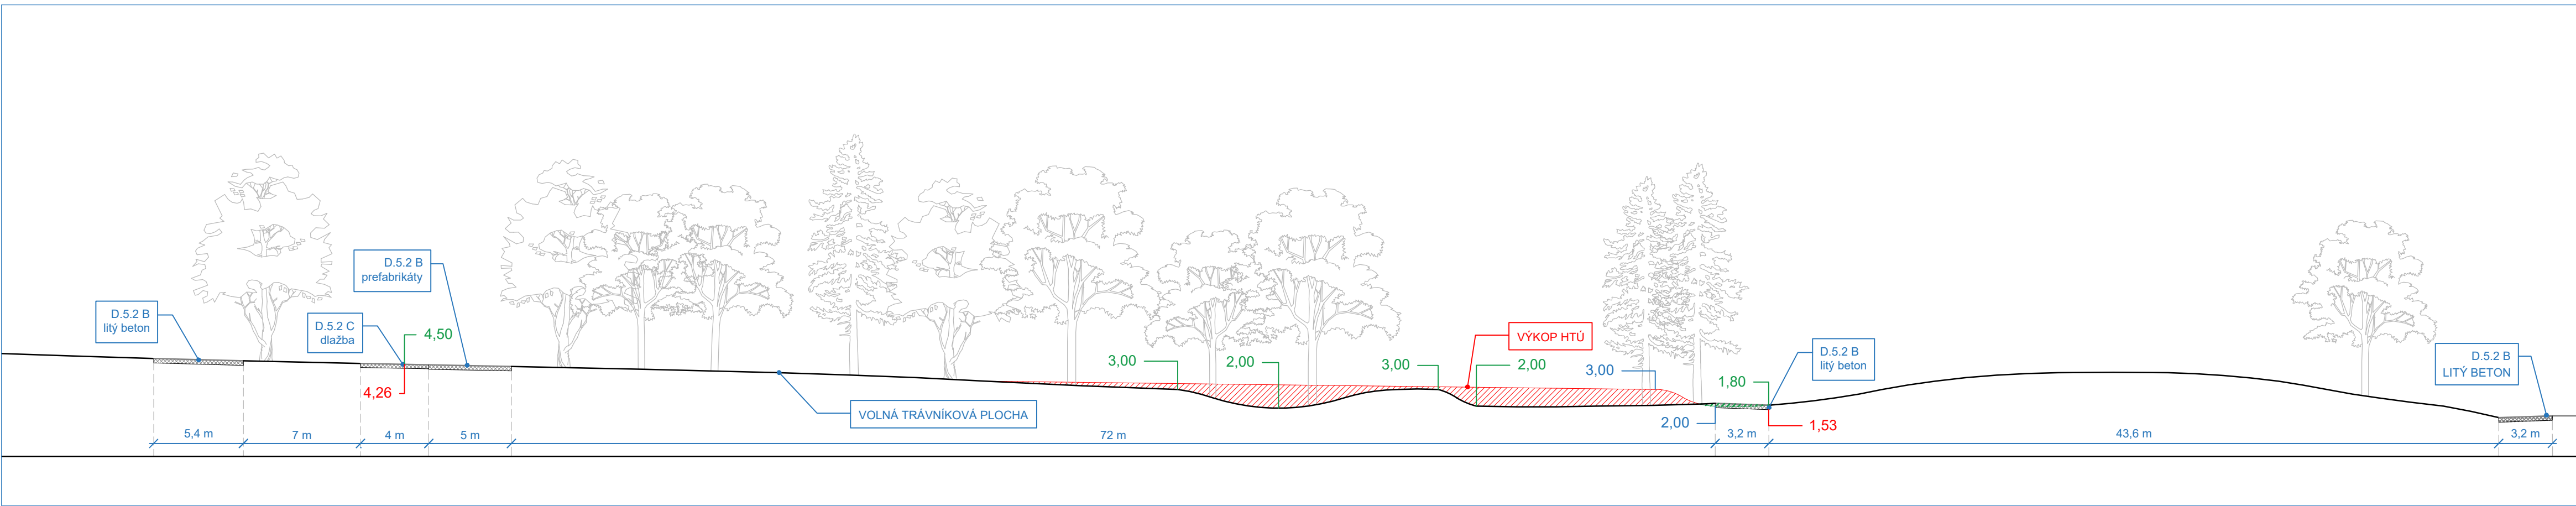 D.5.2 B
litý beton
D.5.2 C
dlažba
D.5.2 B
prefabrikáty
4,50
4,26
VOLNÁ TRÁVNÍKOVÁ PLOCHA
3,00
2,00
3,00
VÝKOP HTÚ
2,00
3,00
2,00
1,80
1,53
D.5.2 B
litý beton
D.5.2 B
LITÝ BETON
5,4 m
7 m
4 m
5 m
72 m
3,2 m
43,6 m
3,2 m